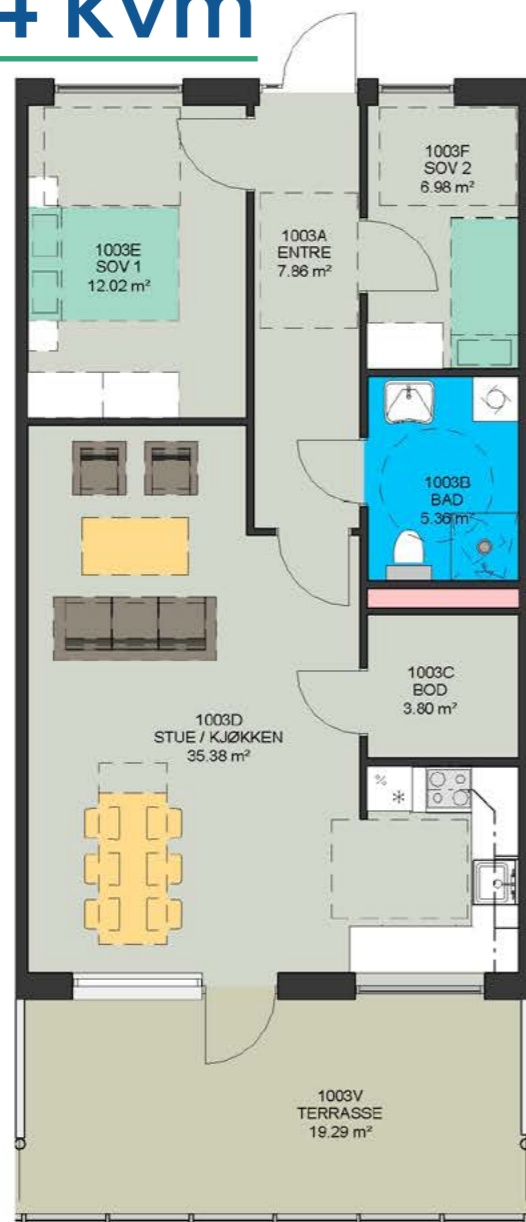 4 kvm
1003F
SOV 2
6.98 m²
1003A
ENTRE
7.86 m²
1003E
SOV 1
12.02 m²
1003B
BAD
5.36 m²
1003C
BOD
3.80 m²
1003D
STUE / KJØKKEN
35.38 m²
%
*
1003V
TERRASSE
19.29 m²